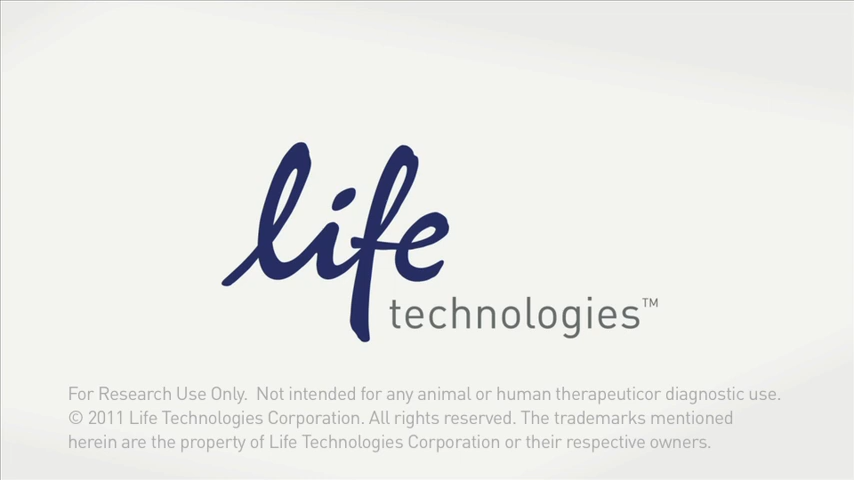 life
technologies™
For Research Use Only. Not intended for any animal or human therapeuticor diagnostic use.
© 2011 Life Technologies Corporation. All rights reserved. The trademarks mentioned
herein are the property of Life Technologies Corporation or their respective owners.